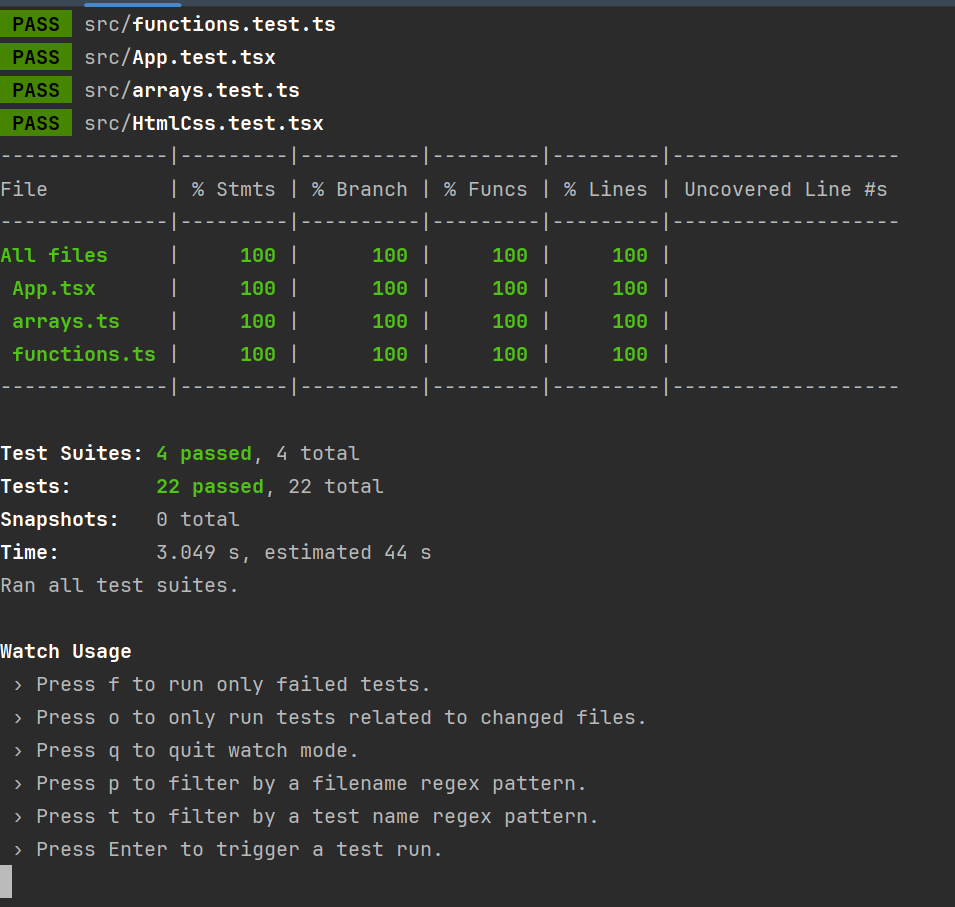 PASS src/functions.test.ts
PASS src/App.test.tsx
PASS src/arrays.test.ts
PASS src/HtmlCss.test.tsx
--------------|---------|----------|---------|---------|-------------------
File          | % Stmts | % Branch | % Funcs | % Lines | Uncovered Line #s
--------------|---------|----------|---------|---------|-------------------
All files     |     100 |      100 |     100 |     100 |
 App.tsx      |     100 |      100 |     100 |     100 |
 arrays.ts    |     100 |      100 |     100 |     100 |
 functions.ts |     100 |      100 |     100 |     100 |
--------------|---------|----------|---------|---------|-------------------
Test Suites: 4 passed, 4 total
Tests:       22 passed, 22 total
Snapshots:   0 total
Time:        3.049 s, estimated 44 s
Ran all test suites.
Watch Usage
 › Press f to run only failed tests.
 › Press o to only run tests related to changed files.
 › Press q to quit watch mode.
 › Press p to filter by a filename regex pattern.
 › Press t to filter by a test name regex pattern.
 › Press Enter to trigger a test run.